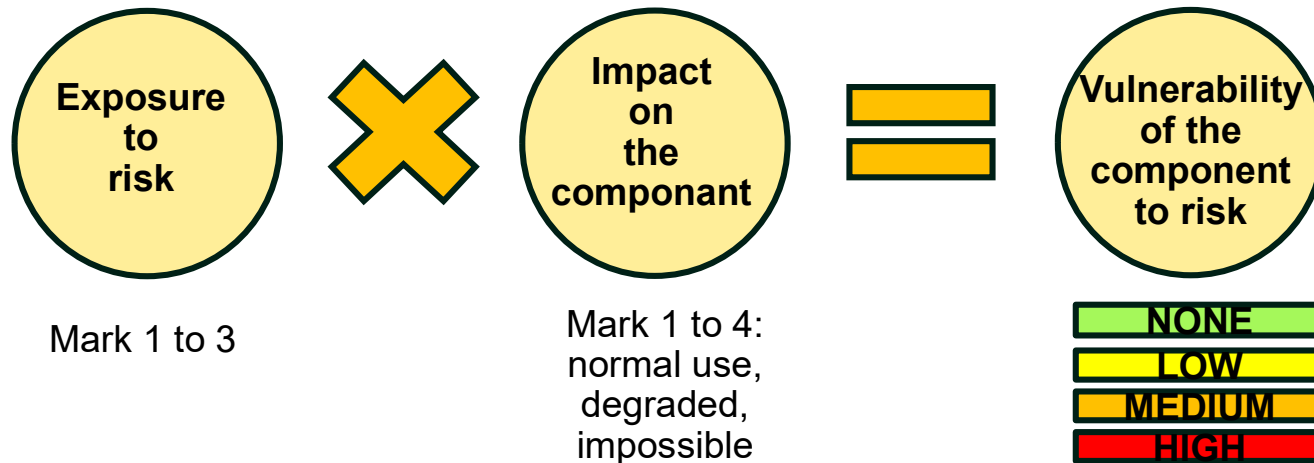 Exposure
to
risk
Impact
on
the
componant
Vulnerability
of the
component
to risk
Mark 1 to 3
Mark 1 to 4:
normal use,
degraded,
impossible
NONE
LOW
MEDIUM
HIGH